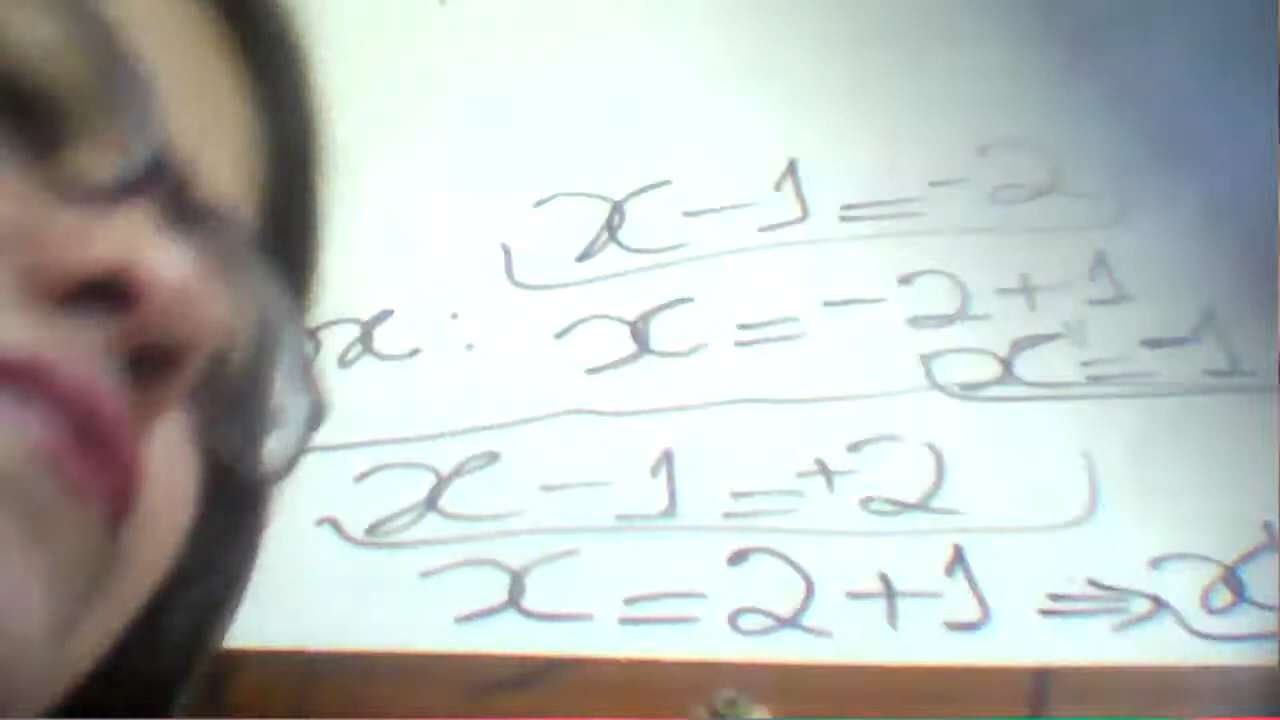 x - 1 = -2
x : x = -2 + 1
x = -1
x - 1 = +2
x = 2 + 1 ⇒ x